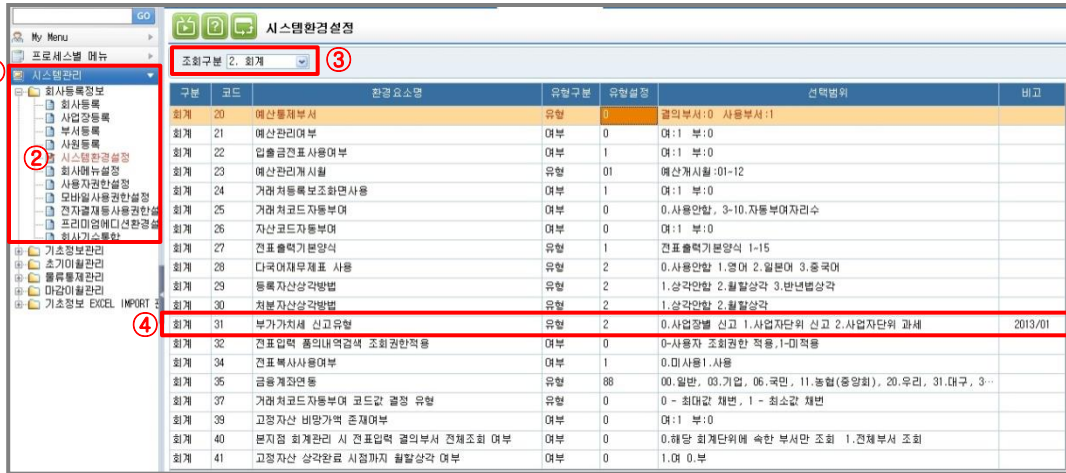 GO
My Menu
프로세스별 메뉴
시스템관리
회사등록정보
회사등록
사업장등록
부서등록
사원등록
② 시스템환경설정
회사메뉴설정
사용자권한설정
모바일사용권한설정
전자결재등사용권한설
프리미엄에디션환경설
회사기수통합
기초정보관리
초기이월관리
물류통제관리
마감이월관리
기초정보 EXCEL IMPORT
시스템환경설정
조회구분 2. 회계 ③
구분 코드 환경요소명 유형구분 유형설정 선택범위 비고
회계 20 예산통제부서 유형 0 결의부서:0 사용부서:1
회계 21 예산관리여부 여부 0 여:1 부:0
회계 22 입출금전표사용여부 여부 1 여:1 부:0
회계 23 예산관리개시월 유형 01 예산개시월:01-12
회계 24 거래처등록보조화면사용 여부 1 여:1 부:0
회계 25 거래처코드자동부여 여부 0 0.사용안함, 3-10.자동부여자리수
회계 26 자산코드자동부여 여부 0 여:1 부:0
회계 27 전표출력기본양식 유형 1 전표출력기본양식 1-15
회계 28 다국어재무제표 사용 유형 2 0.사용안함 1.영어 2.일본어 3.중국어
회계 29 등록자산상각방법 유형 2 1.상각안함 2.월할상각 3.반년법상각
회계 30 처분자산상각방법 유형 2 1.상각안함 2.월할상각
④ 회계 31 부가가치세 신고유형 유형 2 0.사업장별 신고 1.사업자단위 신고 2.사업자단위 과세 2013/01
회계 32 전표입력 품의내역검색 조회권한적용 여부 0 0-사용자 조회권한 적용,1-미적용
회계 34 전표복사사용여부 여부 1 0.미사용1.사용
회계 35 금융계좌연동 유형 88 00.일반, 03.기업, 06.국민, 11.농협(중앙회), 20.우리, 31.대구, 3…
회계 37 거래처코드자동부여 코드값 결정 유형 유형 0 0 - 최대값 채번, 1 - 최소값 채번
회계 39 고정자산 비망가액 존재여부 여부 0 여:1 부:0
회계 40 본지점 회계관리 시 전표입력 결의부서 전체조회 여부 여부 0 0.해당 회계단위에 속한 부서만 조회 1.전체부서 조회
회계 41 고정자산 상각완료 시점까지 월할상각 여부 여부 0 1.여 0.부